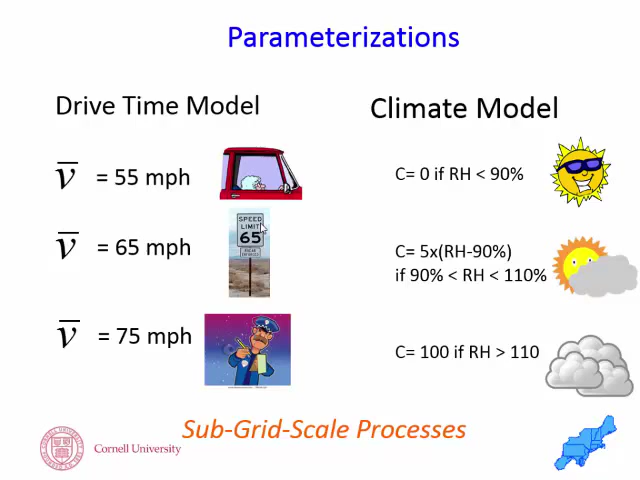 Parameterizations
Drive Time Model
v̅ = 55 mph
SPEED
LIMIT
65
v̅ = 65 mph
v̅ = 75 mph
Climate Model
C= 0 if RH < 90%
C= 5x(RH-90%)
if 90% < RH < 110%
C= 100 if RH > 110
Sub-Grid-Scale Processes
Cornell University